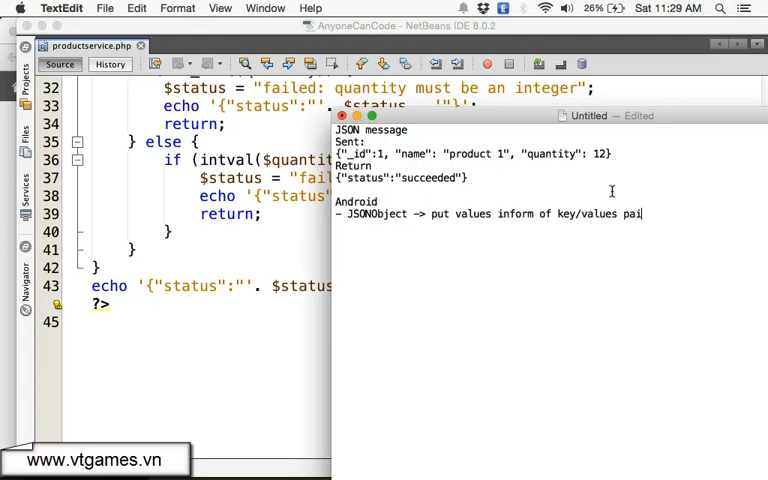 TextEdit File Edit Format View Window Help 26% Sat 11:29 AM
AnyoneCanCode - NetBeans IDE 8.0.2
productservice.php
Source History
Projects
Files
Services
Navigator
32 $status = "failed: quantity must be an integer";
33 echo '{"status":"'. $status . '"}';
34 return;
35 } else {
36 if (intval($quantit
37 $status = "fail
38 echo '{"status"
39 return;
40 }
41 }
42 }
43 echo '{"status":"'. $status
44 ?>
45
Untitled — Edited
JSON message
Sent:
{"_id":1, "name": "product 1", "quantity": 12}
Return
{"status":"succeeded"}
Android
- JSONObject -> put values inform of key/values pai
www.vtgames.vn